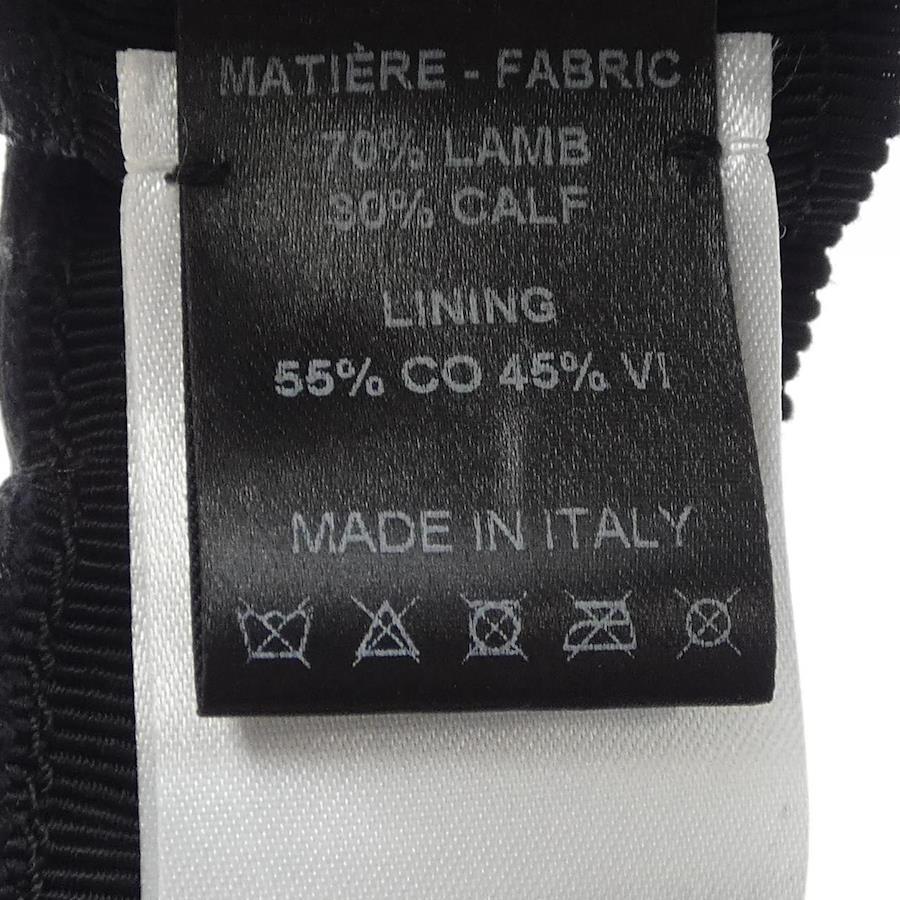 MATIÈRE - FABRIC
70% LAMB
30% CALF
LINING
55% CO 45% VI
MADE IN ITALY